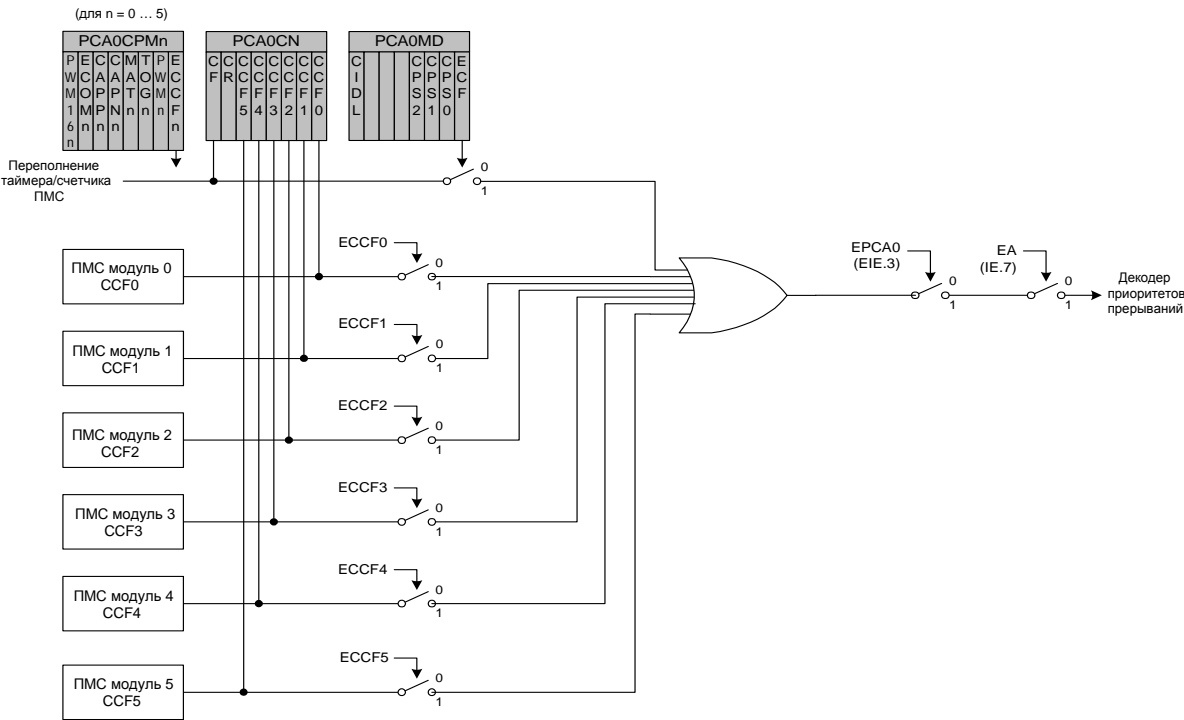 (для n = 0 … 5)
PCA0CPMn
PWM16n
ECOMn
CAPPn
CAPNn
MATn
TOGn
PWMn
ECCFn
PCA0CN
CF
CR
CCF5
CCF4
CCF3
CCF2
CCF1
CCF0
PCA0MD
CIDL
CPS2
CPS1
CPS0
ECF
Переполнение
таймера/счетчика
ПМС
0
1
ПМС модуль 0
CCF0
ECCF0
0
1
EPCA0
(EIE.3)
0
1
EA
(IE.7)
0
1
Декодер
приоритетов
прерываний
ПМС модуль 1
CCF1
ECCF1
0
1
ПМС модуль 2
CCF2
ECCF2
0
1
ПМС модуль 3
CCF3
ECCF3
0
1
ПМС модуль 4
CCF4
ECCF4
0
1
ПМС модуль 5
CCF5
ECCF5
0
1